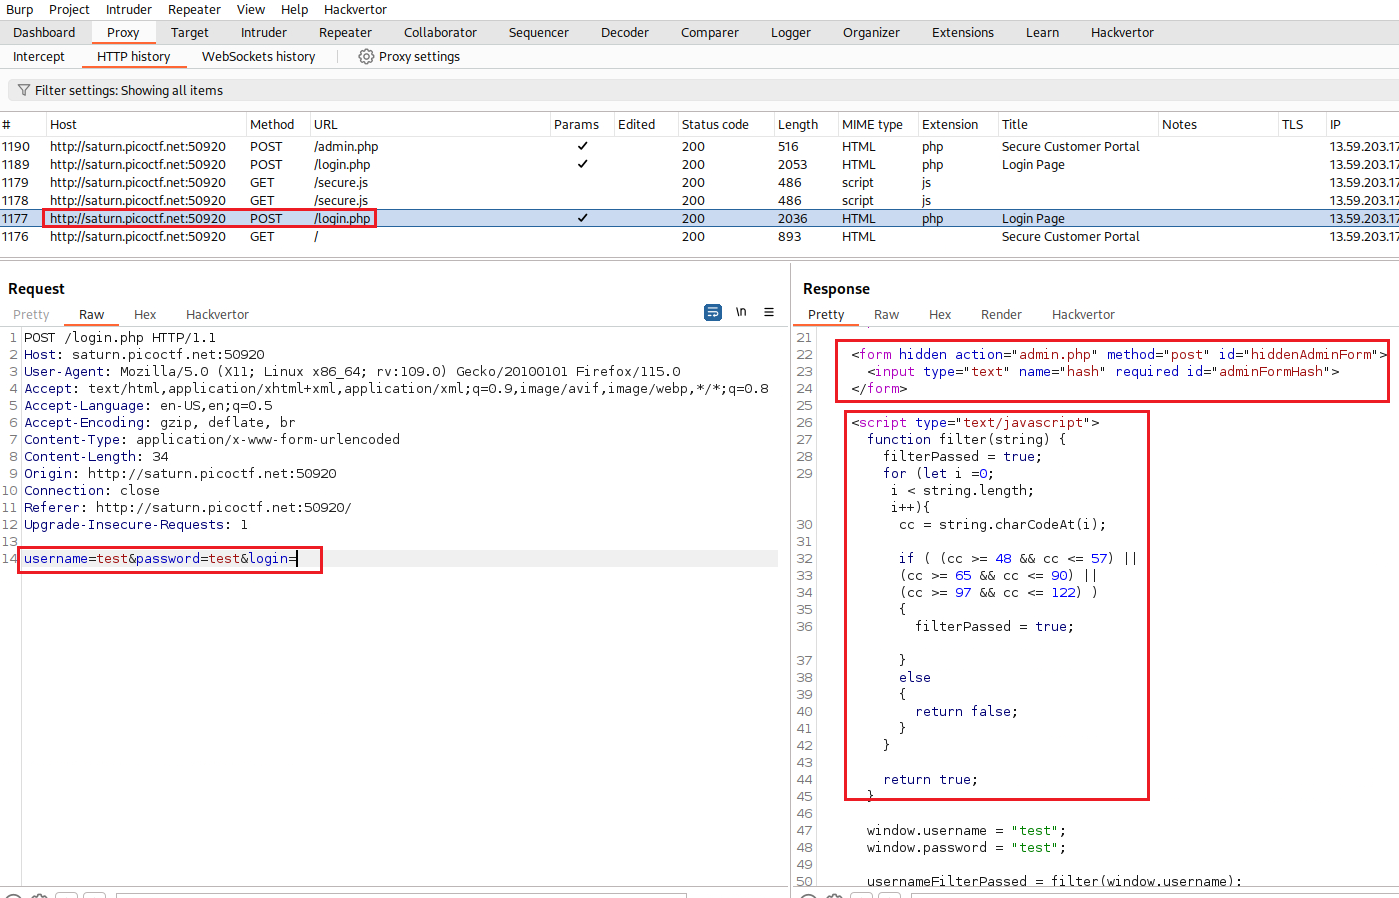 Burp Project Intruder Repeater View Help Hackvertor
Dashboard Proxy Target Intruder Repeater Collaborator Sequencer Decoder Comparer Logger Organizer Extensions Learn Hackvertor
Intercept HTTP history WebSockets history Proxy settings
Filter settings: Showing all items
# Host Method URL Params Edited Status code Length MIME type Extension Title Notes TLS IP
1190 http://saturn.picoctf.net:50920 POST /admin.php ✓ 200 516 HTML php Secure Customer Portal 13.59.203.17
1189 http://saturn.picoctf.net:50920 POST /login.php ✓ 200 2053 HTML php Login Page 13.59.203.17
1179 http://saturn.picoctf.net:50920 GET /secure.js 200 486 script js 13.59.203.17
1178 http://saturn.picoctf.net:50920 GET /secure.js 200 486 script js 13.59.203.17
1177 http://saturn.picoctf.net:50920 POST /login.php ✓ 200 2036 HTML php Login Page 13.59.203.17
1176 http://saturn.picoctf.net:50920 GET / 200 893 HTML Secure Customer Portal 13.59.203.17
Request
Pretty Raw Hex Hackvertor \n
1 POST /login.php HTTP/1.1
2 Host: saturn.picoctf.net:50920
3 User-Agent: Mozilla/5.0 (X11; Linux x86_64; rv:109.0) Gecko/20100101 Firefox/115.0
4 Accept: text/html,application/xhtml+xml,application/xml;q=0.9,image/avif,image/webp,*/*;q=0.8
5 Accept-Language: en-US,en;q=0.5
6 Accept-Encoding: gzip, deflate, br
7 Content-Type: application/x-www-form-urlencoded
8 Content-Length: 34
9 Origin: http://saturn.picoctf.net:50920
10 Connection: close
11 Referer: http://saturn.picoctf.net:50920/
12 Upgrade-Insecure-Requests: 1
13
14 username=test&password=test&login=
Response
Pretty Raw Hex Render Hackvertor
21
22 <form hidden action="admin.php" method="post" id="hiddenAdminForm">
23 <input type="text" name="hash" required id="adminFormHash">
24 </form>
25
26 <script type="text/javascript">
27 function filter(string) {
28 filterPassed = true;
29 for (let i =0;
i < string.length;
i++){
30 cc = string.charCodeAt(i);
31
32 if ( (cc >= 48 && cc <= 57) ||
33 (cc >= 65 && cc <= 90) ||
34 (cc >= 97 && cc <= 122) )
35 {
36 filterPassed = true;
37 }
38 else
39 {
40 return false;
41 }
42 }
43
44 return true;
45 }
46
47 window.username = "test";
48 window.password = "test";
49
50 usernameFilterPassed = filter(window.username);